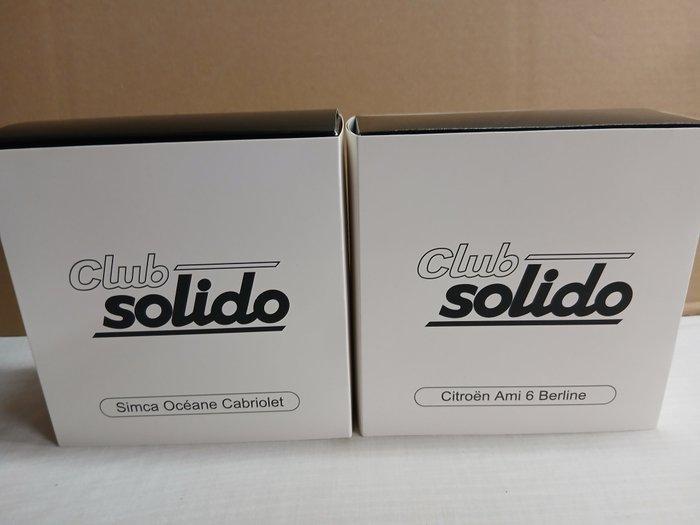 Club
solido
Simca Océane Cabriolet
Club
solido
Citroën Ami 6 Berline